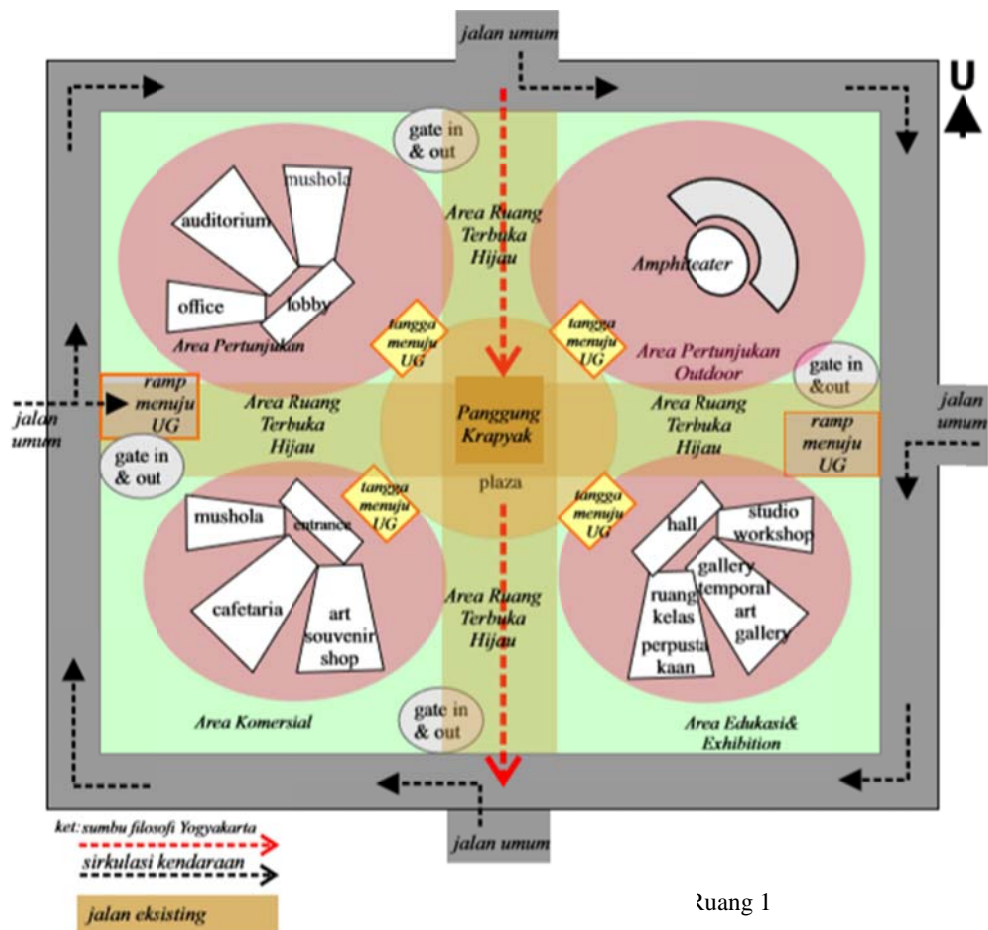 jalan umum
U
gate in
& out
mushola
auditorium
office
lobby
Area Pertunjukan
Area Ruang
Terbuka
Hijau
Amphiteater
Area Pertunjukan
Outdoor
tangga
menuju
UG
tangga
menuju
UG
gate in
&out
ramp
menuju
UG
jalan
umum
gate in
& out
Area Ruang
Terbuka
Hijau
Panggung
Krapyak
plaza
Area Ruang
Terbuka
Hijau
ramp
menuju
UG
jalan
umum
tangga
menuju
UG
tangga
menuju
UG
mushola
entrance
cafetaria
art
souvenir
shop
Area Komersial
Area Ruang
Terbuka
Hijau
gate in
& out
hall
studio
workshop
gallery
temporal
art
gallery
ruang
kelas
perpusta
kaan
Area Edukasi&
Exhibition
jalan umum
ket: sumbu filosofi Yogyakarta
sirkulasi kendaraan
jalan eksisting
Ruang 1